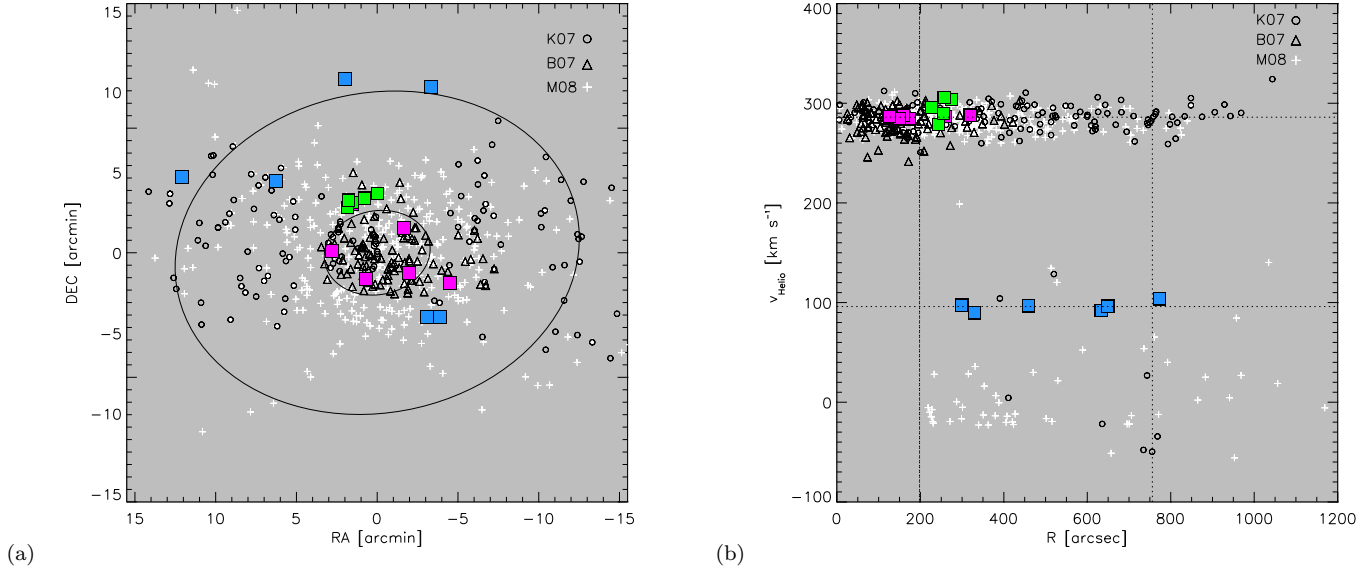 15
10
5
0
−5
−10
−15
DEC [arcmin]
K07
B07
M08
15 10 5 0 −5 −10 −15
RA [arcmin]
(a)
400
300
200
100
0
−100
v_Helio [km s⁻¹]
K07
B07
M08
0 200 400 600 800 1000 1200
R [arcsec]
(b)